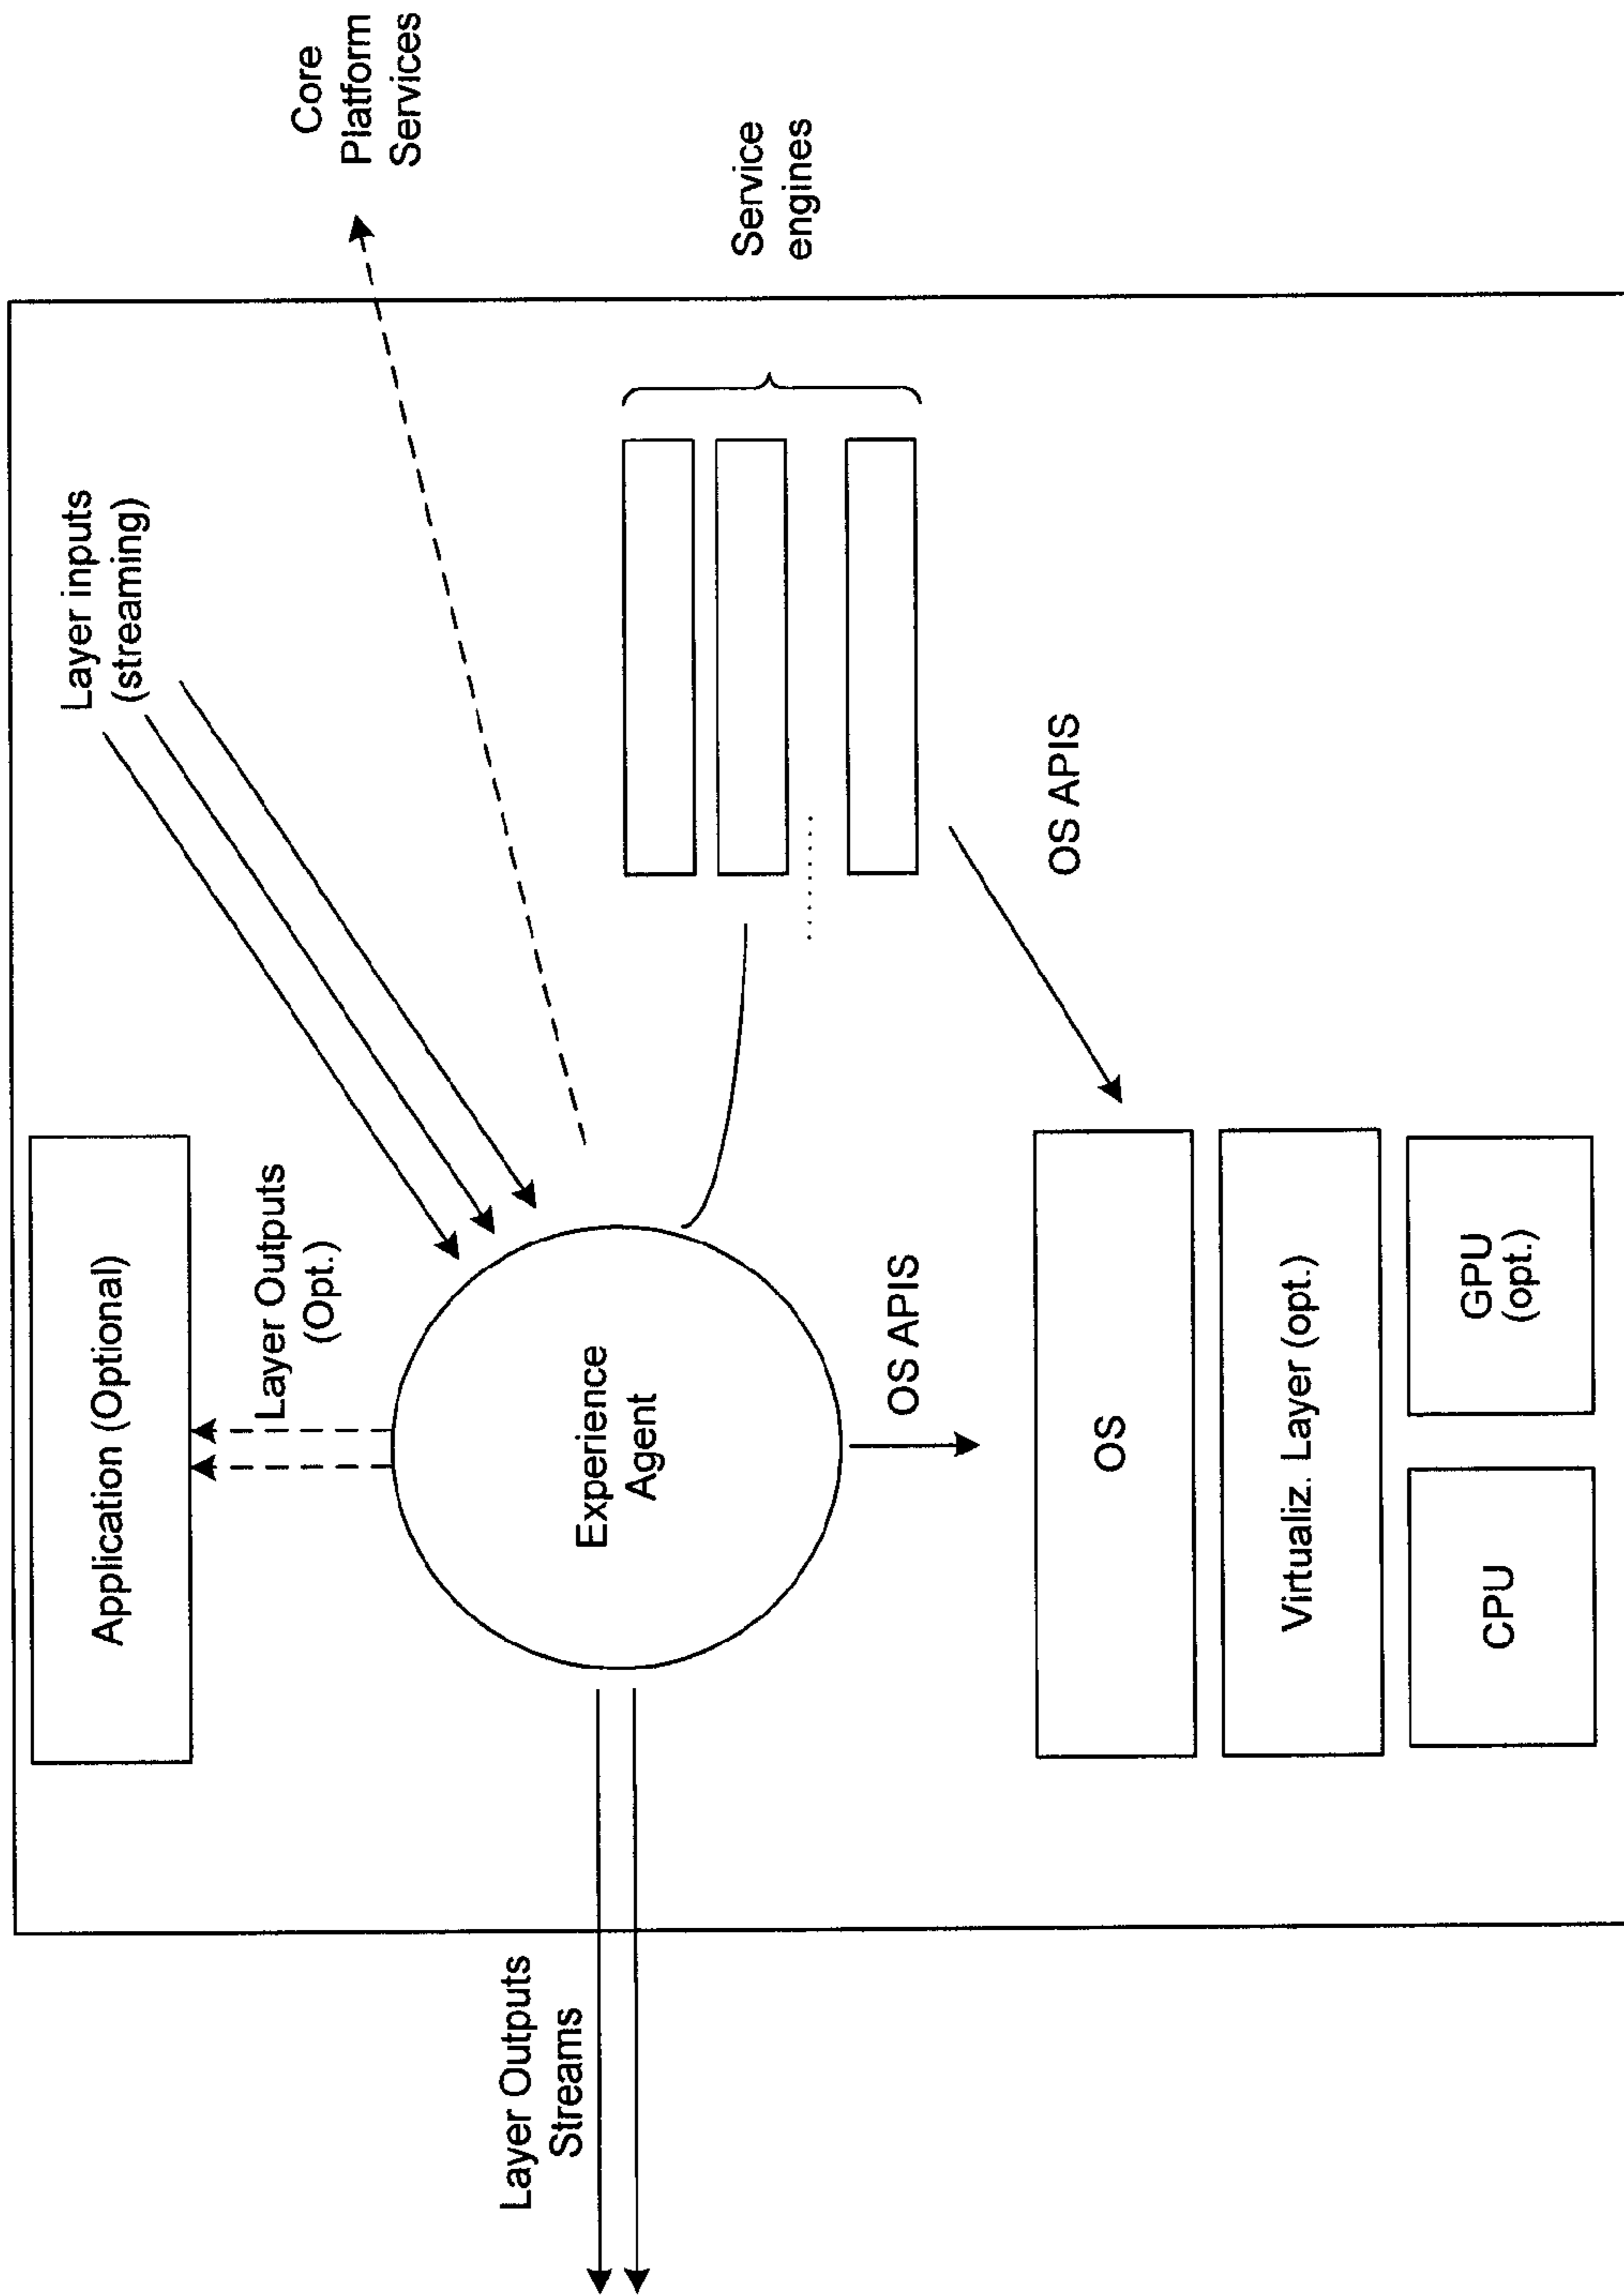 Application (Optional)
Layer inputs
(streaming)
Layer Outputs
(Opt.)
Core
Platform
Services
Layer Outputs
Streams
Experience
Agent
Service
engines
OS APIS
OS APIS
OS
Virtualiz. Layer (opt.)
CPU
GPU
(opt.)